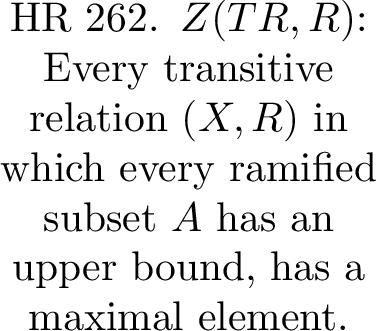 HR 262. Z(TR, R):
Every transitive
relation (X, R) in
which every ramified
subset A has an
upper bound, has a
maximal element.